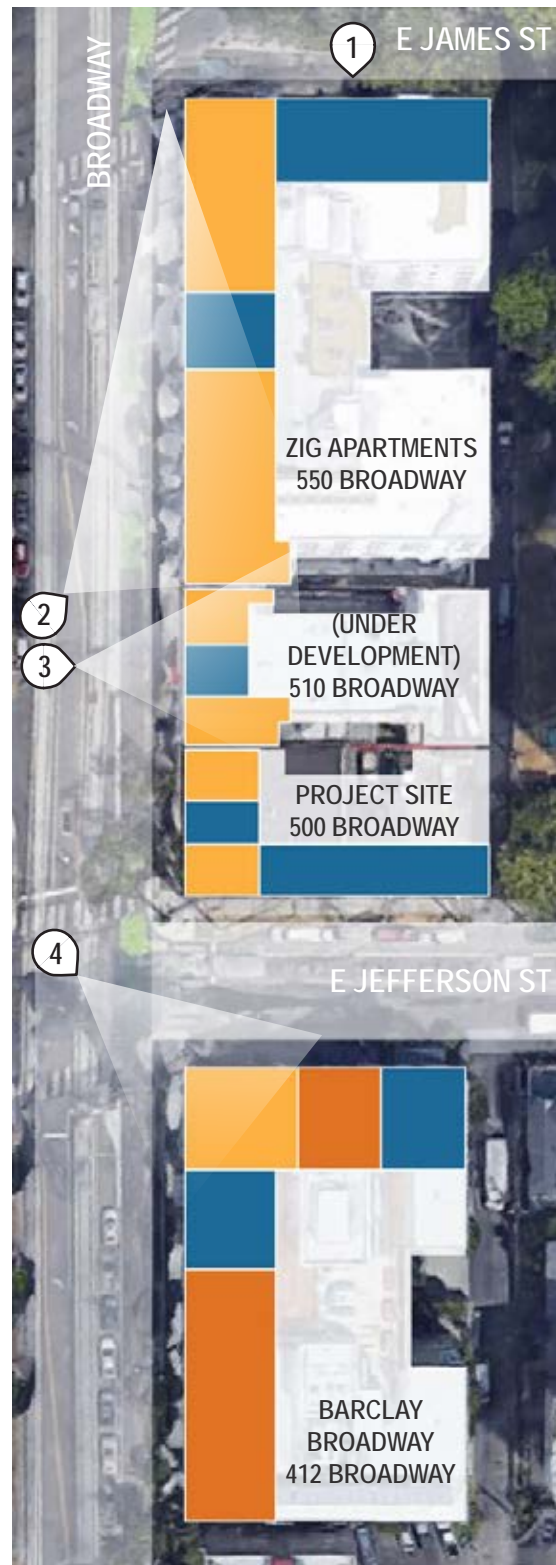 1
E JAMES ST
BROADWAY
ZIG APARTMENTS
550 BROADWAY
2
(UNDER
DEVELOPMENT)
510 BROADWAY
3
PROJECT SITE
500 BROADWAY
4
E JEFFERSON ST
BARCLAY
BROADWAY
412 BROADWAY